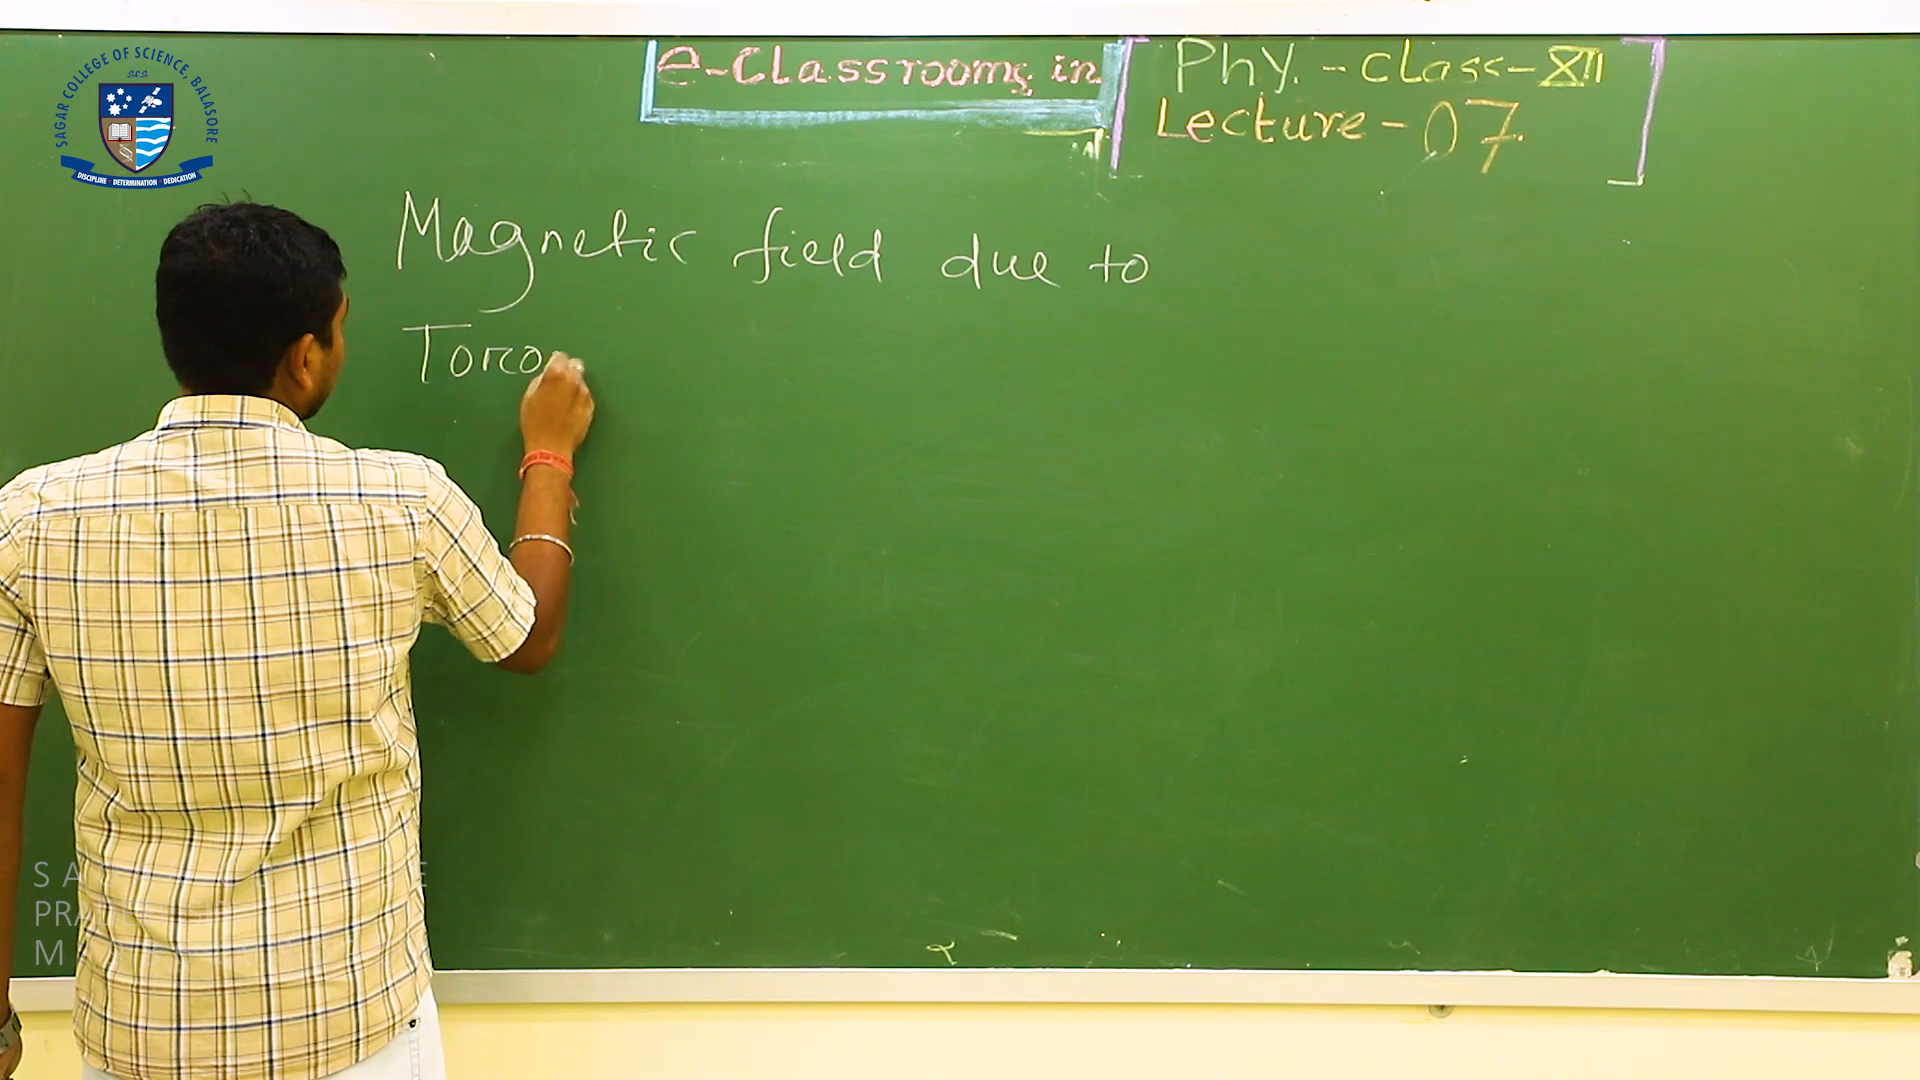 SAGAR COLLEGE OF SCIENCE, BALASORE
SCS
DISCIPLINE · DETERMINATION · DEDICATION
e-Classrooms in
Phy. - class - XII
Lecture - 07
Magnetic field due to
Toro